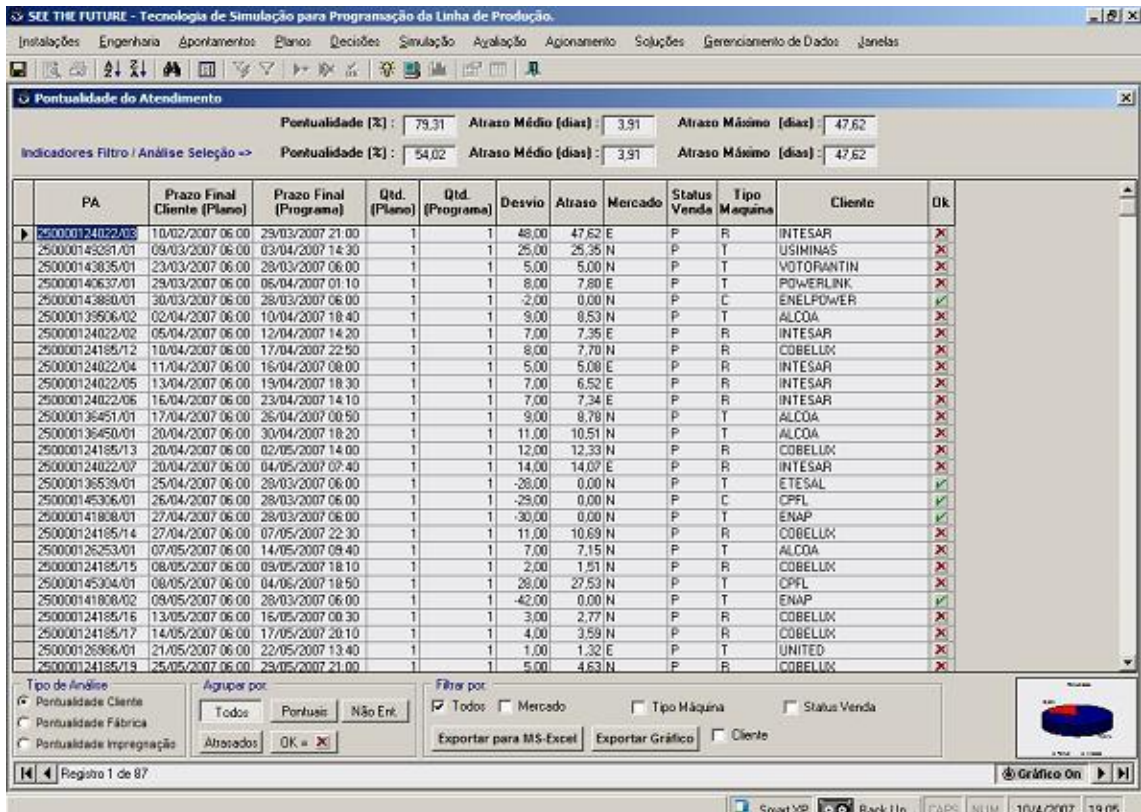 SEE THE FUTURE - Tecnologia de Simulação para Programação da Linha de Produção.
Instalações Engenharia Apontamentos Planos Decisões Simulação Avaliação Acionamento Soluções Gerenciamento de Dados Janelas
Pontualidade do Atendimento
Pontualidade (%) : 79,31 Atraso Médio (dias) : 3,91 Atraso Máximo (dias) : 47,62
Indicadores Filtro / Análise Seleção => Pontualidade (%) : 54,02 Atraso Médio (dias) : 3,91 Atraso Máximo (dias) : 47,62
PA Prazo Final Cliente (Plano) Prazo Final (Programa) Qtd. (Plano) Qtd. (Programa) Desvio Atraso Mercado Status Venda Tipo Maquina Cliente Ok
250000124022/03 10/02/2007 06:00 29/03/2007 21:00 1 1 48,00 47,62 E P R INTESAR
250000149281/01 09/03/2007 06:00 03/04/2007 14:30 1 1 25,00 25,35 N P T USIMINAS
250000143835/01 23/03/2007 06:00 28/03/2007 06:00 1 1 5,00 5,00 N P T VOTORANTIN
250000140637/01 29/03/2007 06:00 06/04/2007 01:10 1 1 8,00 7,80 E P T POWERLINK
250000143880/01 30/03/2007 06:00 28/03/2007 06:00 1 1 -2,00 0,00 N P C ENELPOWER
250000139506/02 02/04/2007 06:00 10/04/2007 18:40 1 1 9,00 8,53 N P T ALCOA
250000124022/02 05/04/2007 06:00 12/04/2007 14:20 1 1 7,00 7,35 E P R INTESAR
250000124185/12 10/04/2007 06:00 17/04/2007 22:50 1 1 8,00 7,70 N P R COBELUX
250000124022/04 11/04/2007 06:00 16/04/2007 08:00 1 1 5,00 5,08 E P R INTESAR
250000124022/05 13/04/2007 06:00 19/04/2007 18:30 1 1 7,00 6,52 E P R INTESAR
250000124022/06 16/04/2007 06:00 23/04/2007 14:10 1 1 7,00 7,34 E P R INTESAR
250000136451/01 17/04/2007 06:00 26/04/2007 00:50 1 1 9,00 8,78 N P T ALCOA
250000136450/01 20/04/2007 06:00 30/04/2007 18:20 1 1 11,00 10,51 N P T ALCOA
250000124185/13 20/04/2007 06:00 02/05/2007 14:00 1 1 12,00 12,33 N P R COBELUX
250000124022/07 20/04/2007 06:00 04/05/2007 07:40 1 1 14,00 14,07 E P R INTESAR
250000136539/01 25/04/2007 06:00 28/03/2007 06:00 1 1 -28,00 0,00 N P T ETESAL
250000145306/01 26/04/2007 06:00 28/03/2007 06:00 1 1 -29,00 0,00 N P C CPFL
250000141808/01 27/04/2007 06:00 28/03/2007 06:00 1 1 -30,00 0,00 N P T ENAP
250000124185/14 27/04/2007 06:00 07/05/2007 22:30 1 1 11,00 10,69 N P R COBELUX
250000126253/01 07/05/2007 06:00 14/05/2007 09:40 1 1 7,00 7,15 N P T ALCOA
250000124185/15 08/05/2007 06:00 09/05/2007 18:10 1 1 2,00 1,51 N P R COBELUX
250000145304/01 08/05/2007 06:00 04/06/2007 18:50 1 1 28,00 27,53 N P T CPFL
250000141808/02 09/05/2007 06:00 28/03/2007 06:00 1 1 -42,00 0,00 N P T ENAP
250000124185/16 13/05/2007 06:00 16/05/2007 00:30 1 1 3,00 2,77 N P R COBELUX
250000124185/17 14/05/2007 06:00 17/05/2007 20:10 1 1 4,00 3,59 N P R COBELUX
250000126986/01 21/05/2007 06:00 22/05/2007 13:40 1 1 1,00 1,32 E P T UNITED
250000124185/19 25/05/2007 06:00 29/05/2007 21:00 1 1 5,00 4,63 N P R COBELUX
Tipo de Análise Agrupar por: Filtrar por:
Pontualidade Cliente Todos Pontuais Não Ent. Todos Mercado Tipo Máquina Status Venda
Pontualidade Fábrica
Pontualidade Impregnação Atrasados OK = Exportar para MS-Excel Exportar Gráfico Cliente
Registro 1 de 87 Gráfico On
Smart XP Back Up CAPS NUM 10/4/2007 19:05